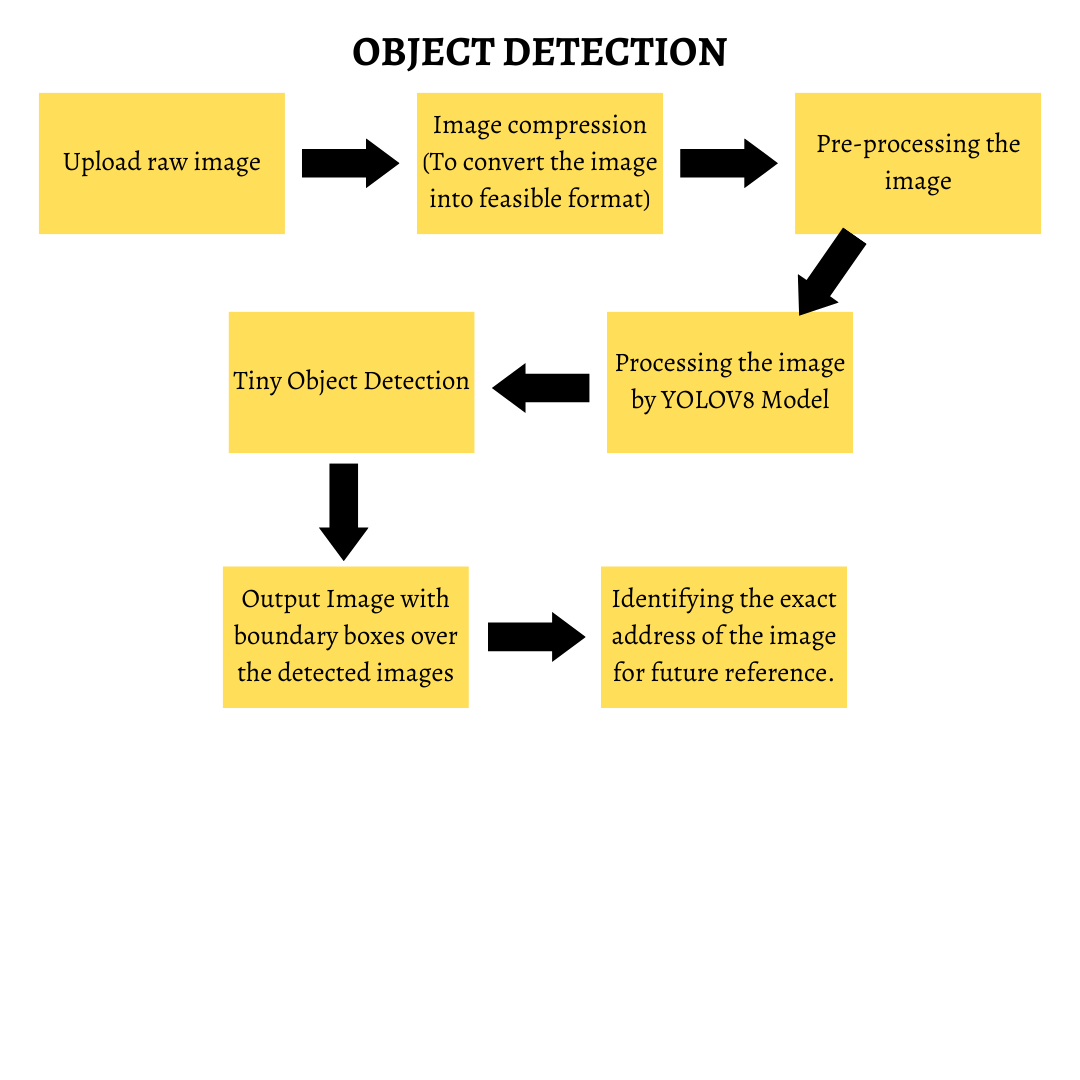 OBJECT DETECTION
Upload raw image
Image compression
(To convert the image
into feasible format)
Pre-processing the
image
Processing the image
by YOLOV8 Model
Tiny Object Detection
Output Image with
boundary boxes over
the detected images
Identifying the exact
address of the image
for future reference.